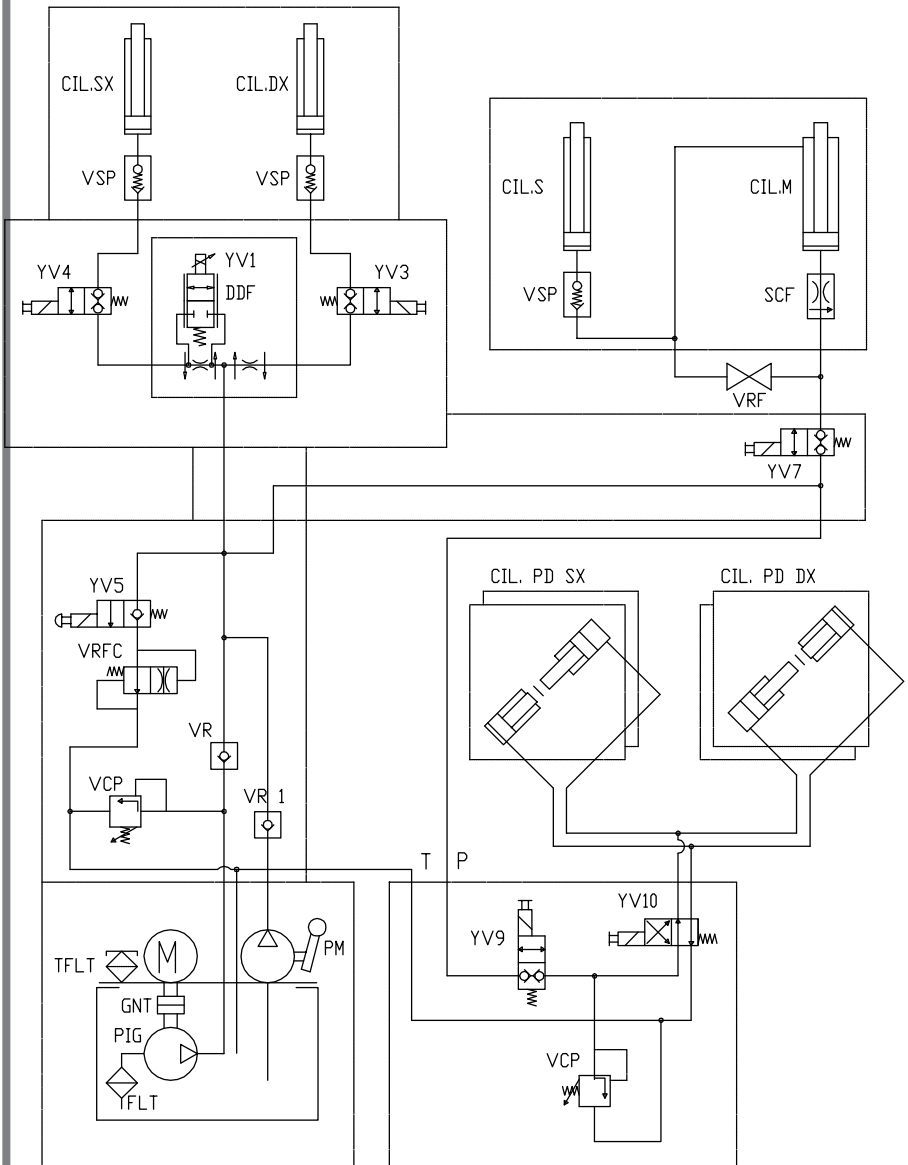 CIL.SX
CIL.DX
VSP
VSP
YV4
YV1
DDF
YV3
CIL.S
CIL.M
VSP
SCF
VRF
YV7
YV5
VRFC
VR
VCP
VR 1
CIL. PD SX
CIL. PD DX
T P
YV10
YV9
TFLT
M
PM
GNT
PIG
TFLT
VCP